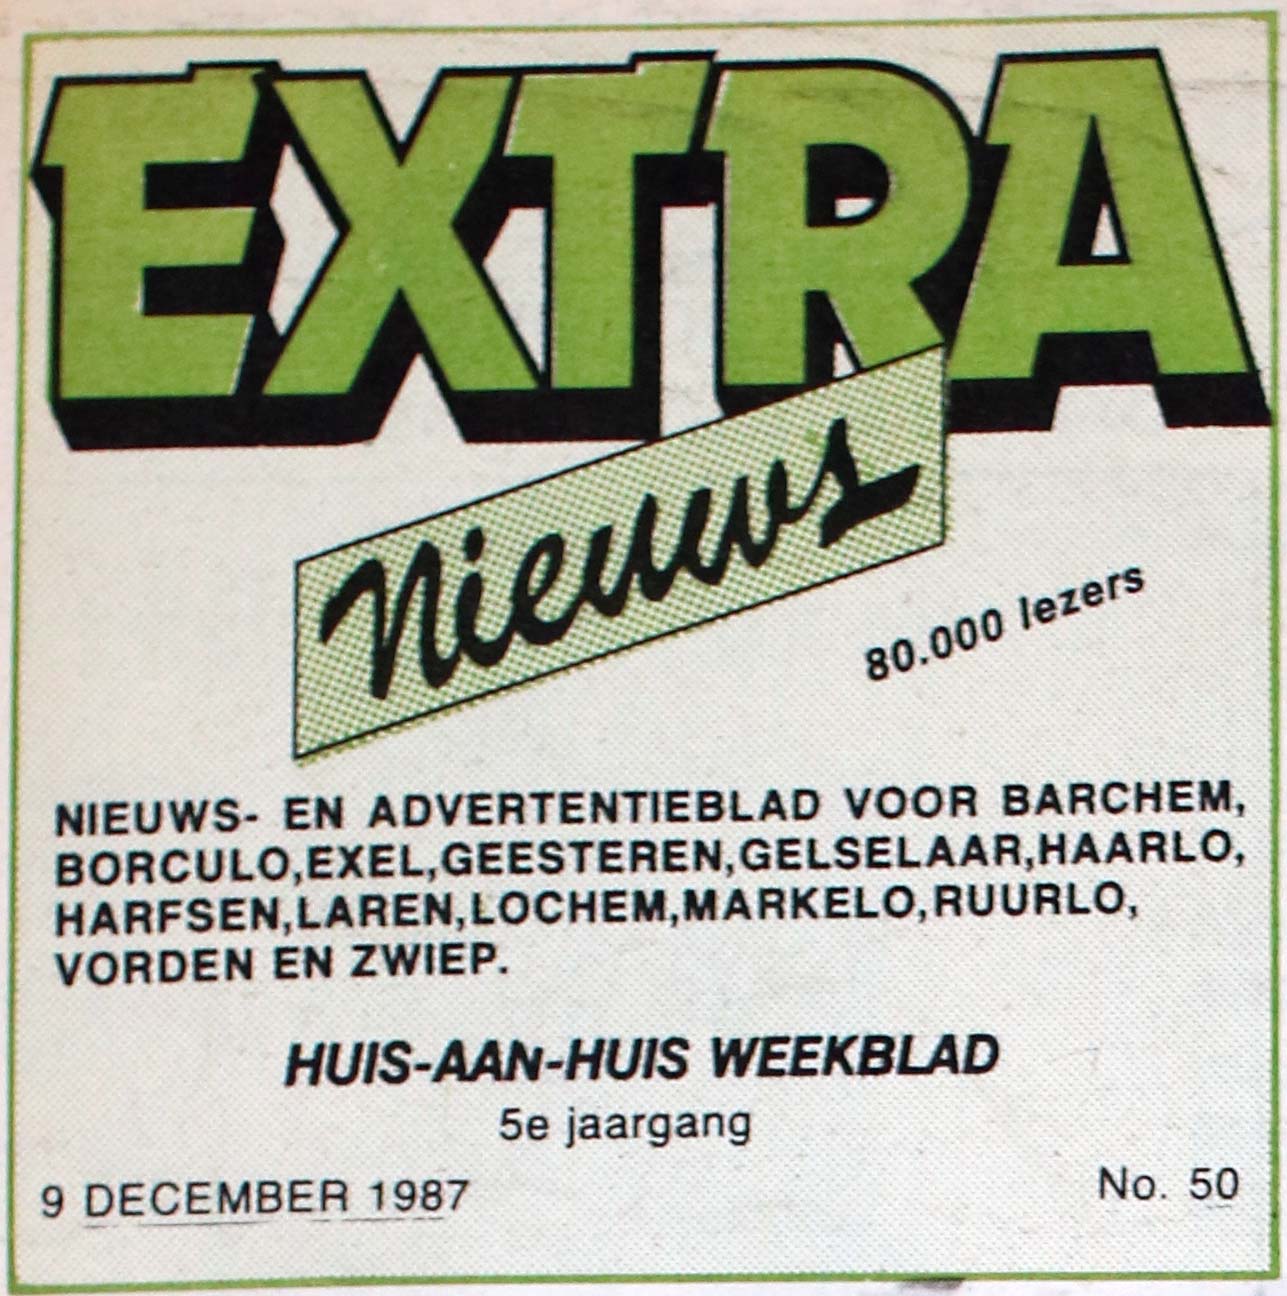 EXTRA
Nieuws
80.000 lezers
NIEUWS- EN ADVERTENTIEBLAD VOOR BARCHEM,
BORCULO,EXEL,GEESTEREN,GELSELAAR,HAARLO,
HARFSEN,LAREN,LOCHEM,MARKELO,RUURLO,
VORDEN EN ZWIEP.
HUIS-AAN-HUIS WEEKBLAD
5e jaargang
9 DECEMBER 1987 No. 50